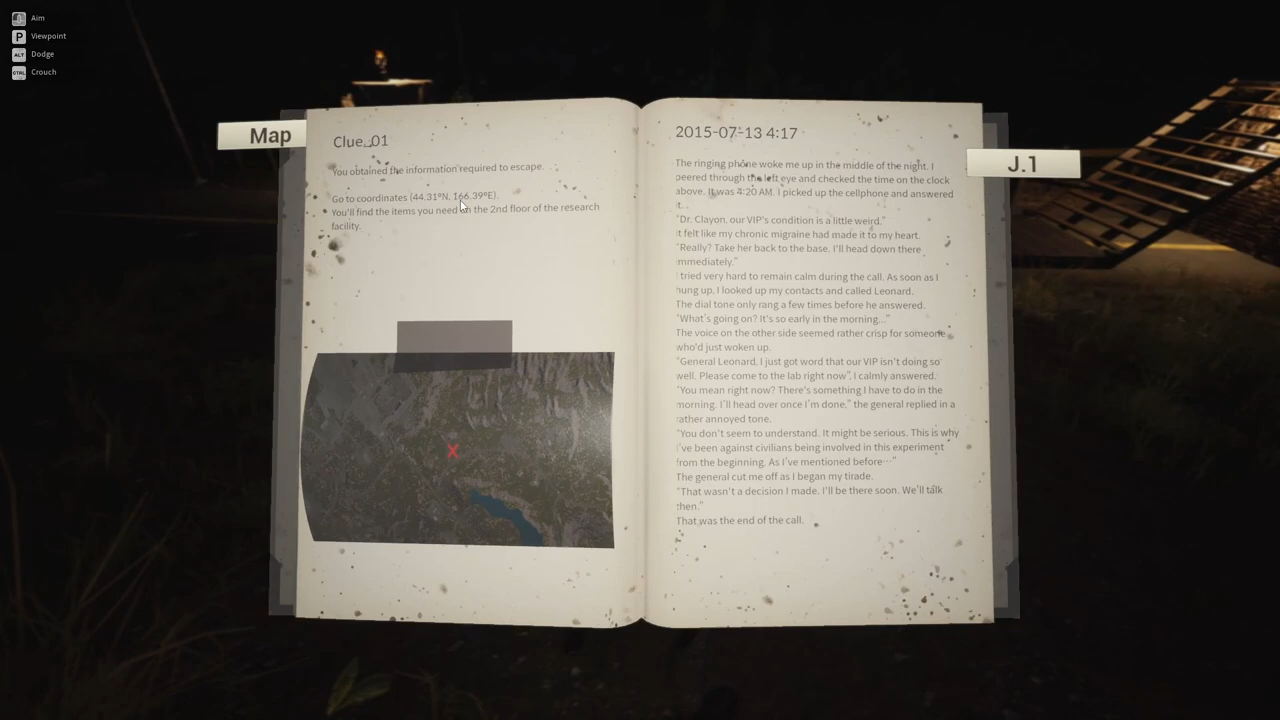 Aim
P Viewpoint
ALT Dodge
CTRL Crouch
Map
Clue. 01
You obtained the information required to escape.
Go to coordinates (44.31ºN, 166.39ºE).
You'll find the items you need on the 2nd floor of the research
facility.
2015-07-13 4:17
J.1
The ringing phone woke me up in the middle of the night. I
peered through the left eye and checked the time on the clock
above. It was 4:20 AM. I picked up the cellphone and answered
it.
"Dr. Clayon, our VIP's condition is a little weird."
It felt like my chronic migraine had made it to my heart.
"Really? Take her back to the base. I'll head down there
immediately."
I tried very hard to remain calm during the call. As soon as I
hung up, I looked up my contacts and called Leonard.
The dial tone only rang a few times before he answered.
"What's going on? It's so early in the morning..."
The voice on the other side seemed rather crisp for someone
who'd just woken up.
"General Leonard, I just got word that our VIP isn't doing so
well. Please come to the lab right now", I calmly answered.
"You mean right now? There's something I have to do in the
morning. I'll head over once I'm done." the general replied in a
rather annoyed tone.
"You don't seem to understand. It might be serious. This is why
I've been against civilians being involved in this experiment
from the beginning. As I've mentioned before…"
The general cut me off as I began my tirade.
"That wasn't a decision I made. I'll be there soon. We'll talk
then."
That was the end of the call.